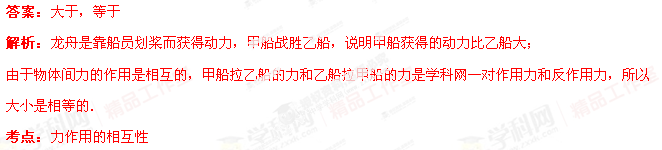 答案：大于，等于
解析：龙舟是靠船员划桨而获得动力，甲船战胜乙船，说明甲船获得的动力比乙船大；
由于物体间力的作用是相互的，甲船拉乙船的力和乙船拉甲船的力是学科网一对作用力和反作用力，所以
大小是相等的．
考点：力作用的相互性